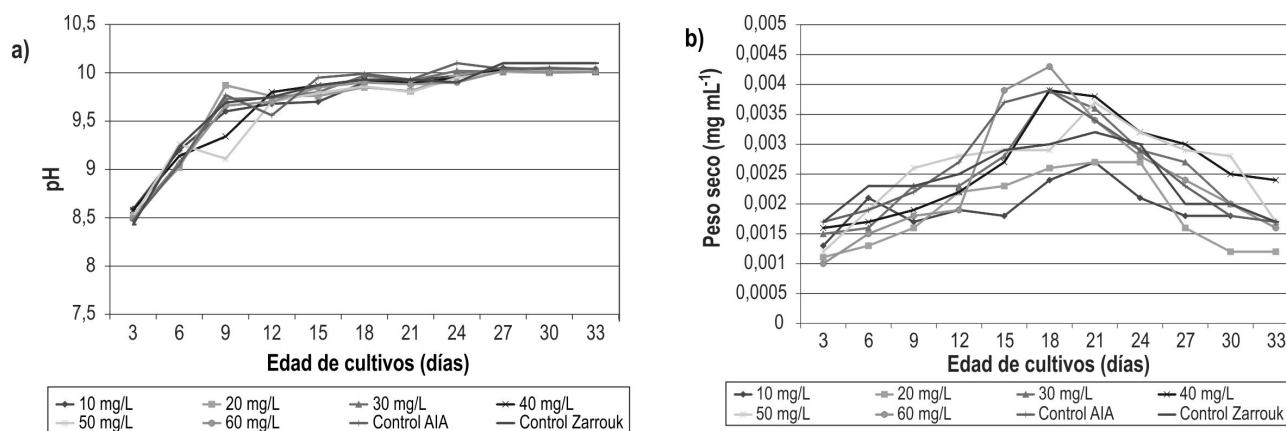 a)
10,5
10
9,5
9
8,5
8
7,5
pH
3 6 9 12 15 18 21 24 27 30 33
Edad de cultivos (días)
10 mg/L 20 mg/L 30 mg/L 40 mg/L
50 mg/L 60 mg/L Control AIA Control Zarrouk
b)
0,005
0,0045
0,004
0,0035
0,003
0,0025
0,002
0,0015
0,001
0,0005
0
Peso seco (mg mL⁻¹)
3 6 9 12 15 18 21 24 27 30 33
Edad de cultivos (días)
10 mg/L 20 mg/L 30 mg/L 40 mg/L
50 mg/L 60 mg/L Control AIA Control Zarrouk